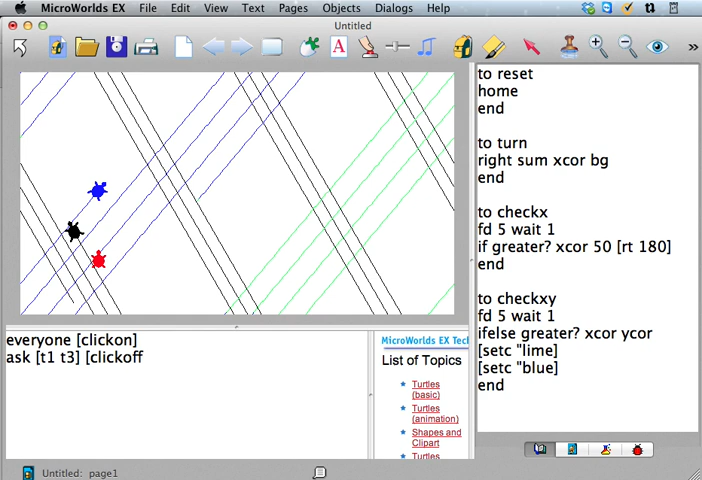 MicroWorlds EX File Edit View Text Pages Objects Dialogs Help
Untitled
A
»
to reset
home
end
to turn
right sum xcor bg
end
to checkx
fd 5 wait 1
if greater? xcor 50 [rt 180]
end
to checkxy
fd 5 wait 1
ifelse greater? xcor ycor
[setc "lime]
[setc "blue]
end
everyone [clickon]
ask [t1 t3] [clickoff
MicroWorlds EX Tech
List of Topics
Turtles
(basic)
Turtles
(animation)
Shapes and
Clipart
Turtles
Untitled: page1